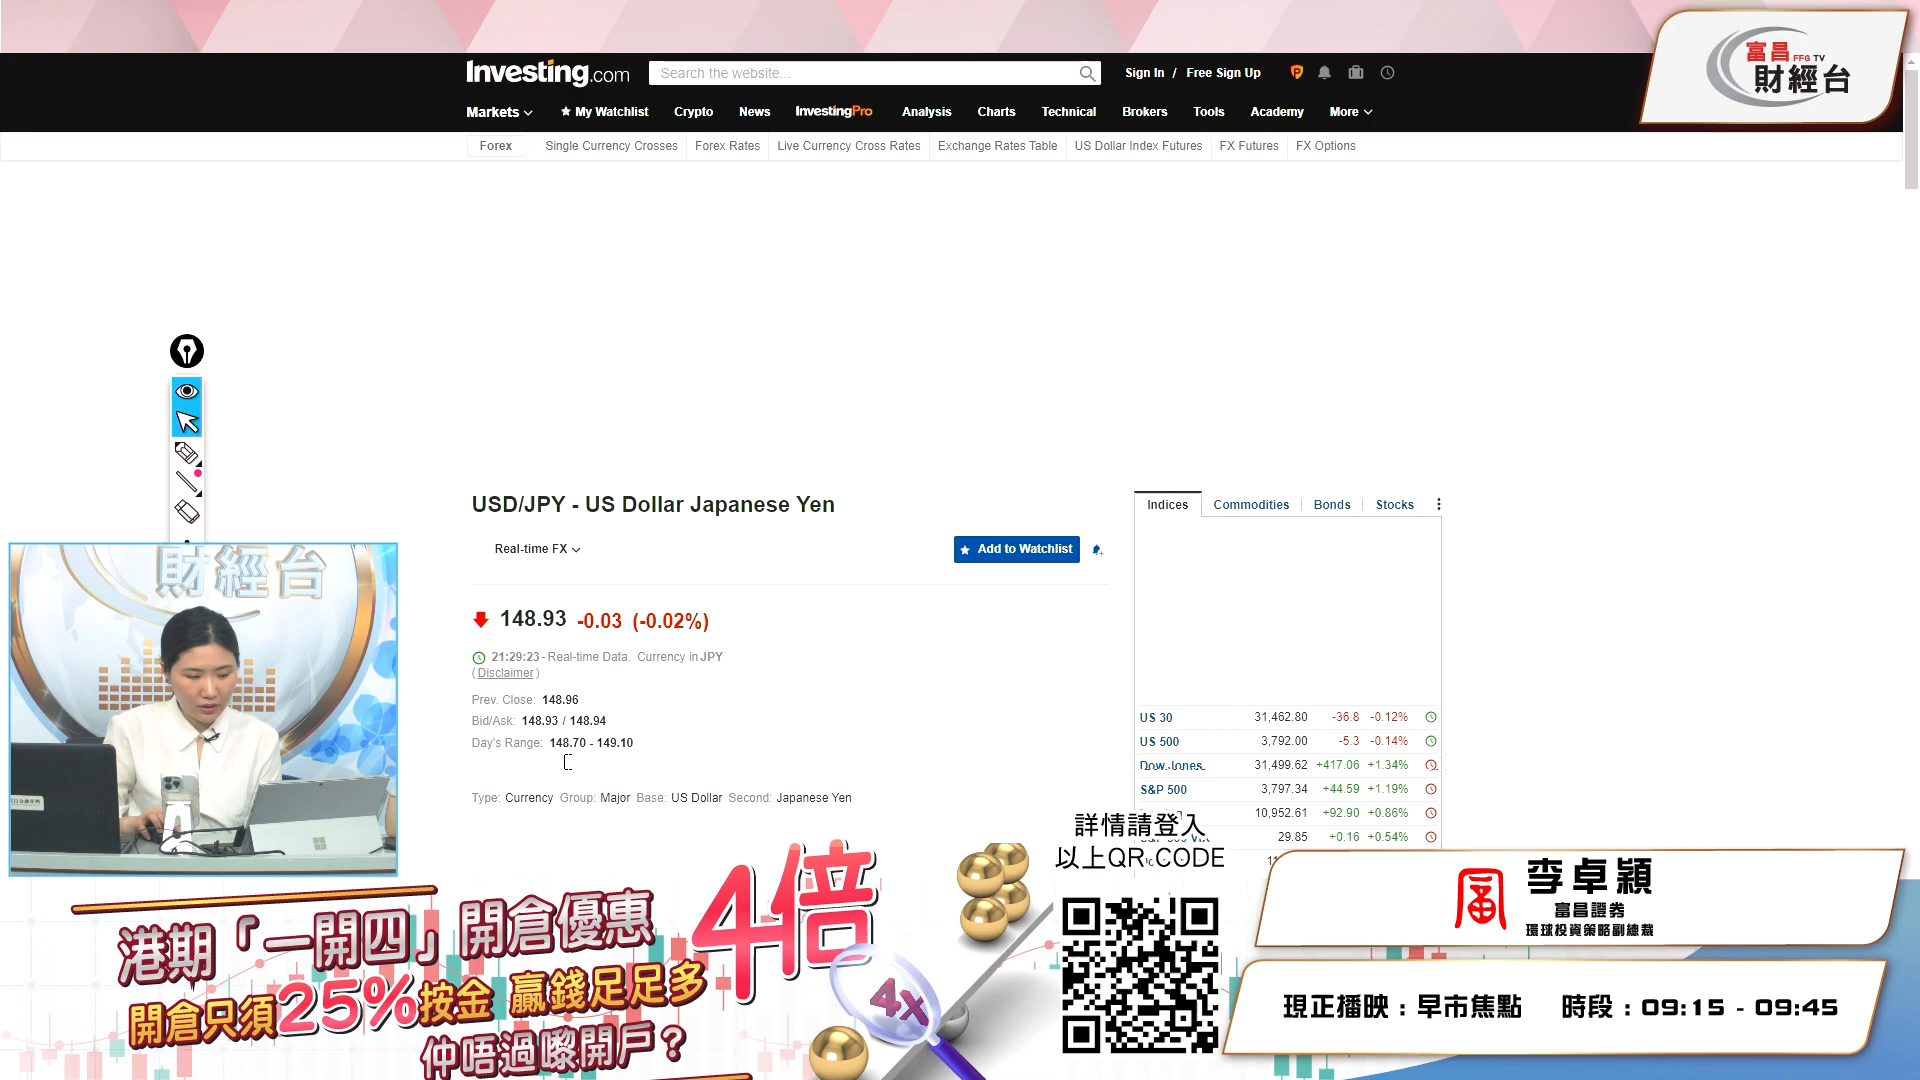 Investing.com
Search the website...
Sign In / Free Sign Up
富昌
FFG TV
財經台
Markets
My Watchlist
Crypto
News
InvestingPro
Analysis
Charts
Technical
Brokers
Tools
Academy
More
Forex
Single Currency Crosses
Forex Rates
Live Currency Cross Rates
Exchange Rates Table
US Dollar Index Futures
FX Futures
FX Options
USD/JPY - US Dollar Japanese Yen
Real-time FX
Add to Watchlist
148.93 -0.03 (-0.02%)
21:29:23 - Real-time Data. Currency in JPY
( Disclaimer )
Prev. Close: 148.96
Bid/Ask: 148.93 / 148.94
Day's Range: 148.70 - 149.10
Type: Currency Group: Major Base: US Dollar Second: Japanese Yen
Indices
Commodities
Bonds
Stocks
US 30 31,462.80 -36.8 -0.12%
US 500 3,792.00 -5.3 -0.14%
Dow Jones 31,499.62 +417.06 +1.34%
S&P 500 3,797.34 +44.59 +1.19%
10,952.61 +92.90 +0.86%
29.85 +0.16 +0.54%
財經台
詳情請登入
以上QR CODE
港期「一開四」開倉優惠 4倍
開倉只須25%按金 贏錢足足多
仲唔過嚟開戶？
4x
李卓穎
富昌證券
環球投資策略副總裁
現正播映：早市焦點 時段：09:15 - 09:45